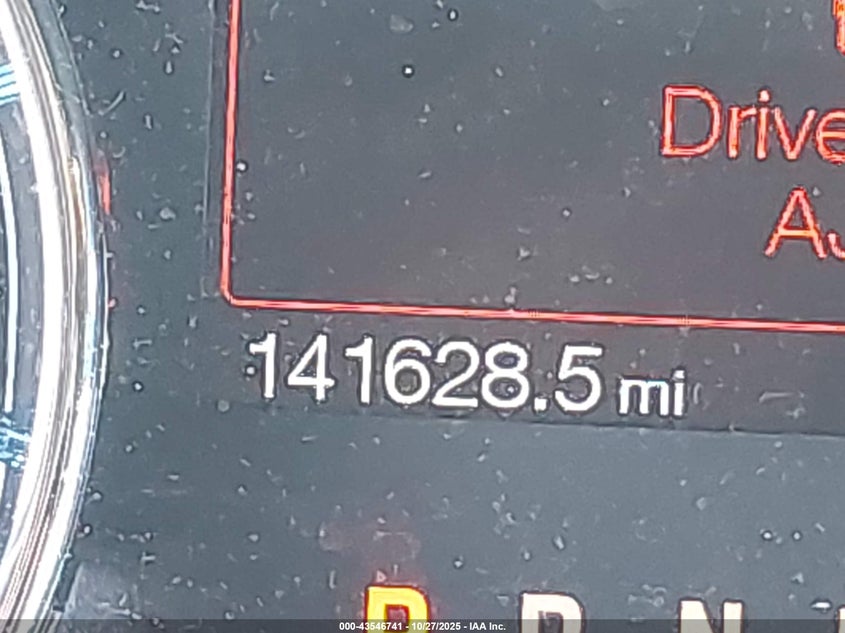 Drive
141628.5 mi
P R N
000-43546741 - 10/27/2025 - IAA Inc.